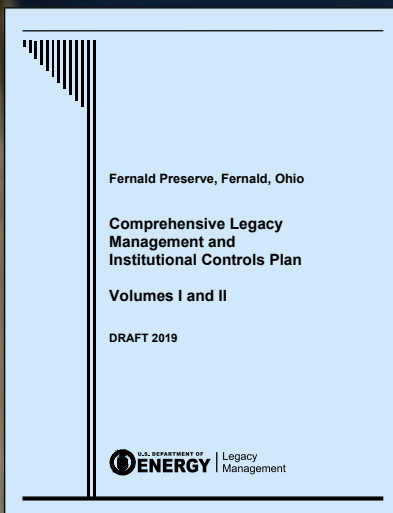 Fernald Preserve, Fernald, Ohio
Comprehensive Legacy
Management and
Institutional Controls Plan
Volumes I and II
DRAFT 2019
U.S. DEPARTMENT OF
ENERGY
Legacy
Management